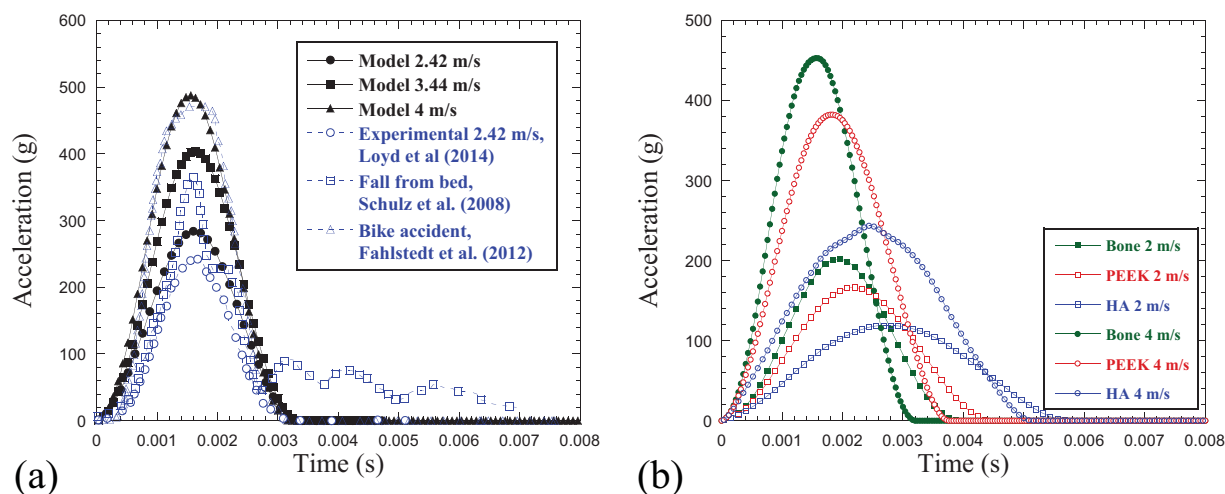 600
500
400
300
200
100
0
Acceleration (g)
Model 2.42 m/s
Model 3.44 m/s
Model 4 m/s
Experimental 2.42 m/s,
Loyd et al (2014)
Fall from bed,
Schulz et al. (2008)
Bike accident,
Fahlstedt et al. (2012)
0 0.001 0.002 0.003 0.004 0.005 0.006 0.007 0.008
Time (s)
(a)
500
400
300
200
100
0
Acceleration (g)
Bone 2 m/s
PEEK 2 m/s
HA 2 m/s
Bone 4 m/s
PEEK 4 m/s
HA 4 m/s
0 0.001 0.002 0.003 0.004 0.005 0.006 0.007 0.008
Time (s)
(b)